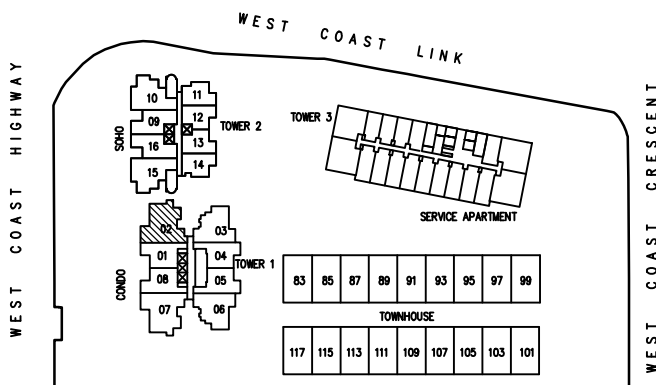 WEST COAST LINK
WEST COAST HIGHWAY
WEST COAST CRESCENT
10
11
09
12
TOWER 2
SOHO
16
13
15
14
TOWER 3
SERVICE APARTMENT
02
03
01
04
TOWER 1
CONDO
08
05
07
06
83 85 87 89 91 93 95 97 99
TOWNHOUSE
117 115 113 111 109 107 105 103 101